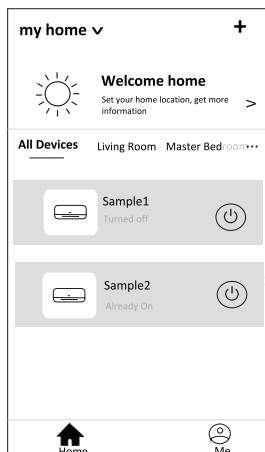 my home
Welcome home
Set your home location, get more
information
All Devices Living Room Master Bedroom...
Sample1
Turned off
Sample2
Already On
Home Me